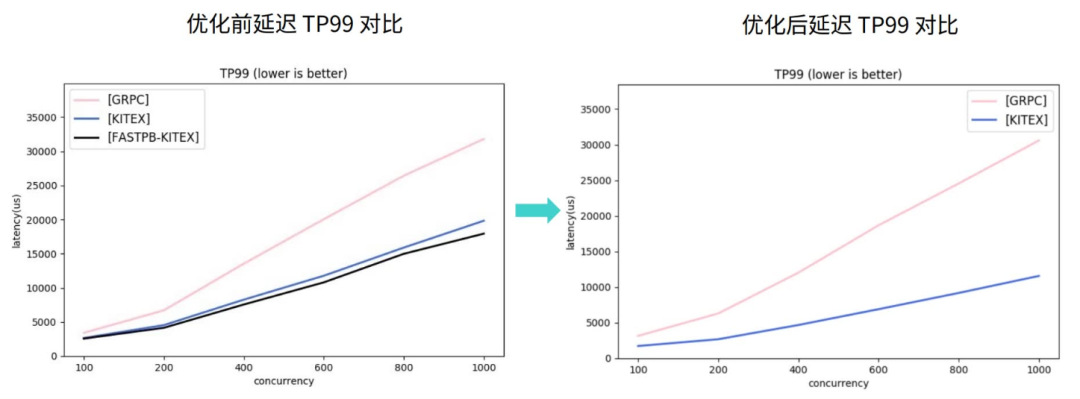 优化前延迟 TP99 对比
TP99 (lower is better)
[GRPC]
[KITEX]
[FASTPB-KITEX]
latency(us)
35000
30000
25000
20000
15000
10000
5000
0
100 200 400 600 800 1000
concurrency
优化后延迟 TP99 对比
TP99 (lower is better)
[GRPC]
[KITEX]
latency(us)
35000
30000
25000
20000
15000
10000
5000
0
100 200 400 600 800 1000
concurrency